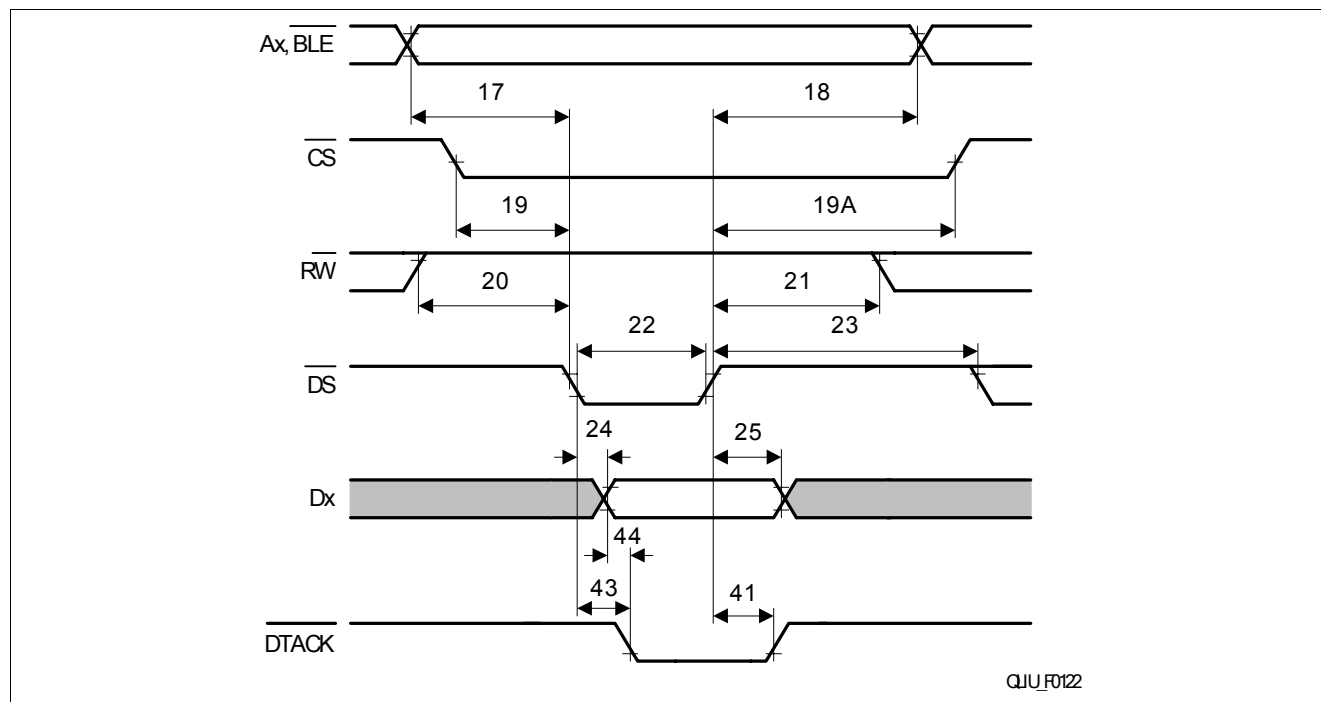 Ax, BLE
17 18
CS
19 19A
RW
20 21
22 23
DS
24 25
Dx
44
43 41
DTACK
QLIU_F0122